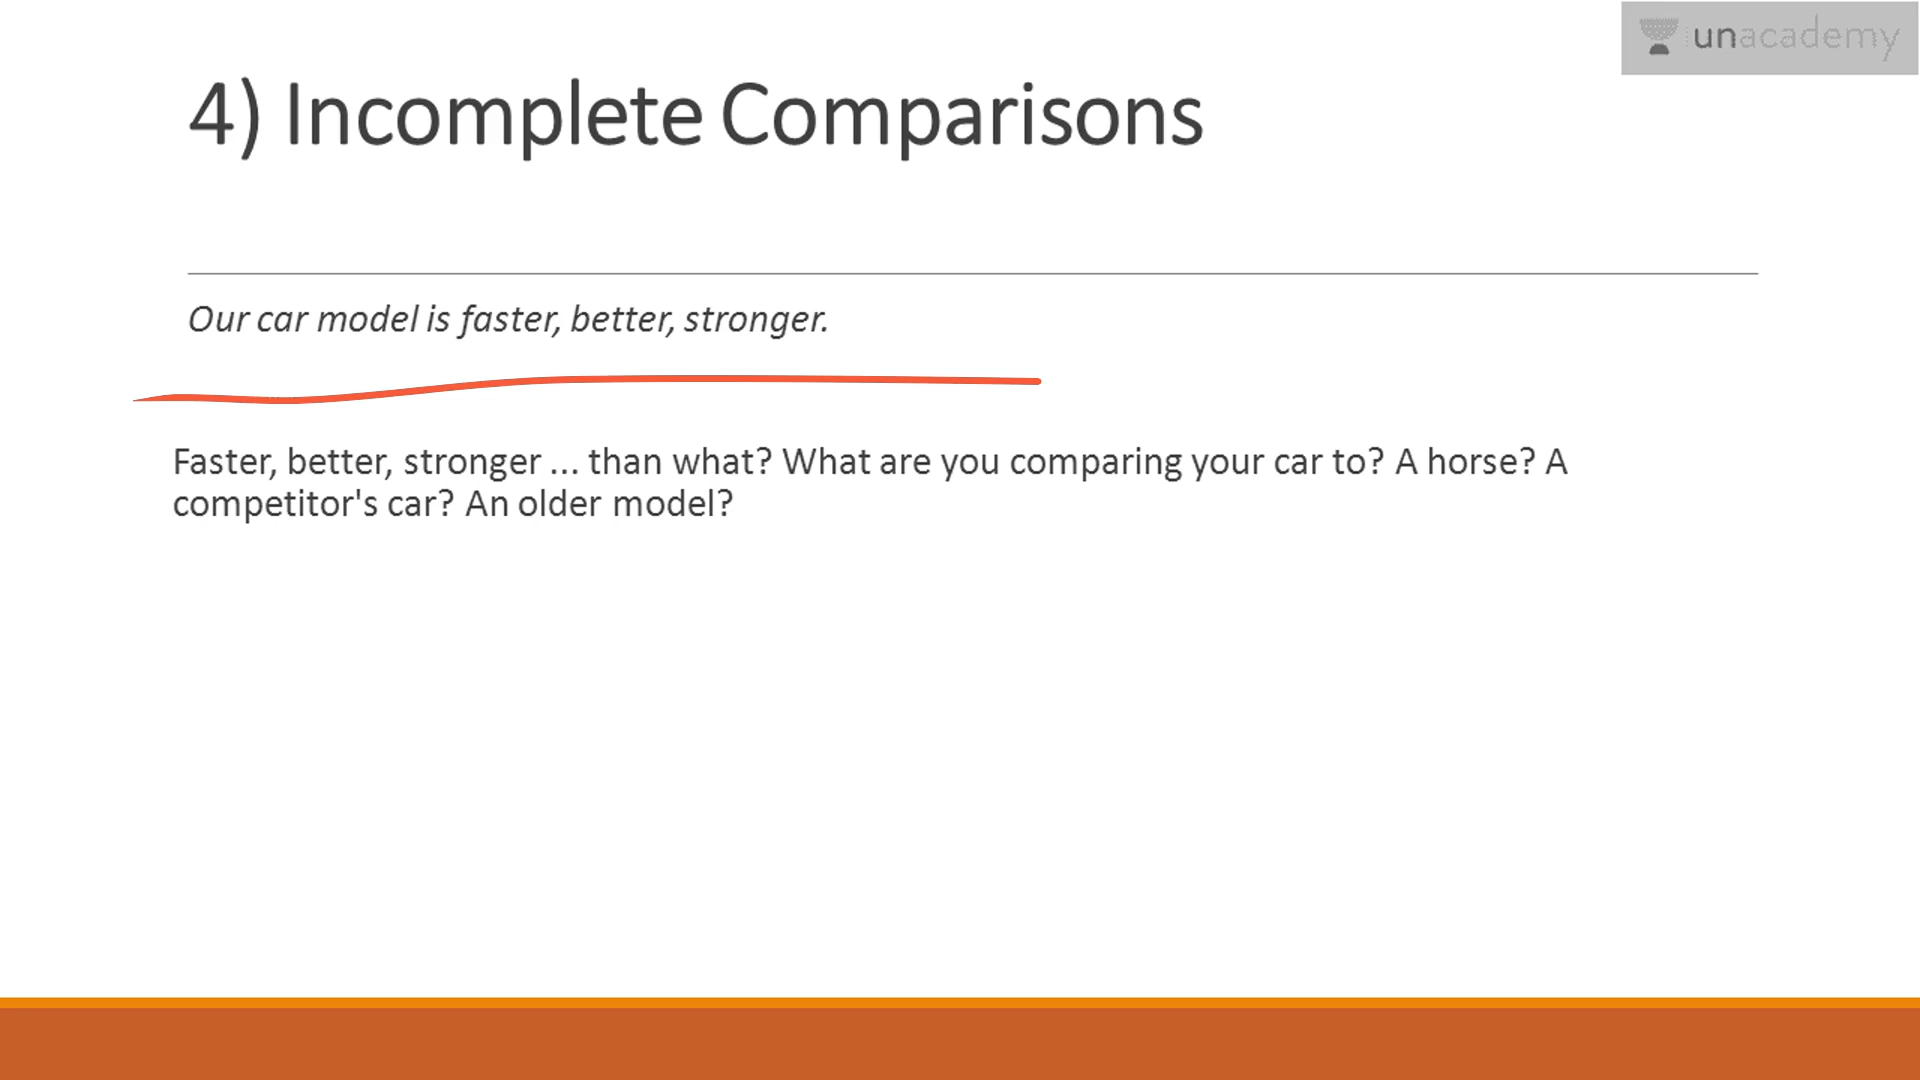 unacademy
4) Incomplete Comparisons
Our car model is faster, better, stronger.
Faster, better, stronger ... than what? What are you comparing your car to? A horse? A
competitor's car? An older model?